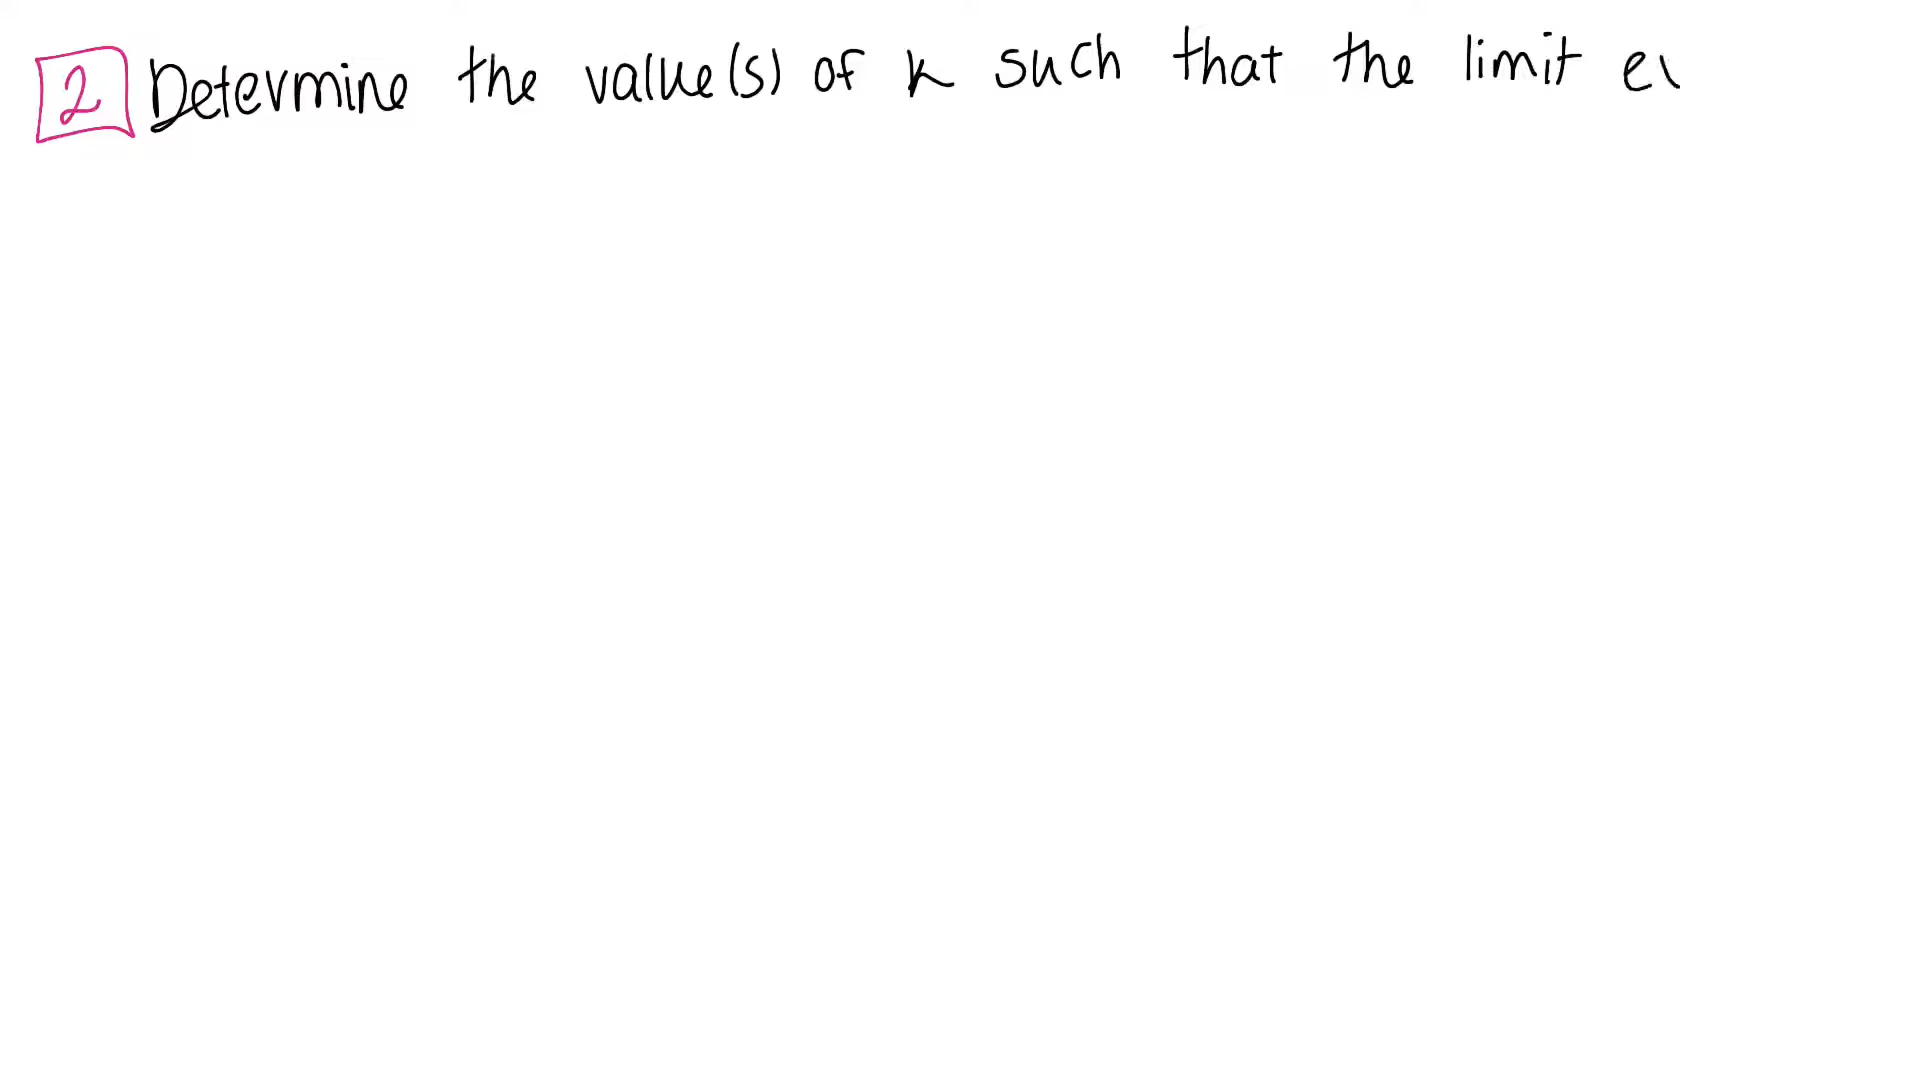 2 Determine the value(s) of k such that the limit